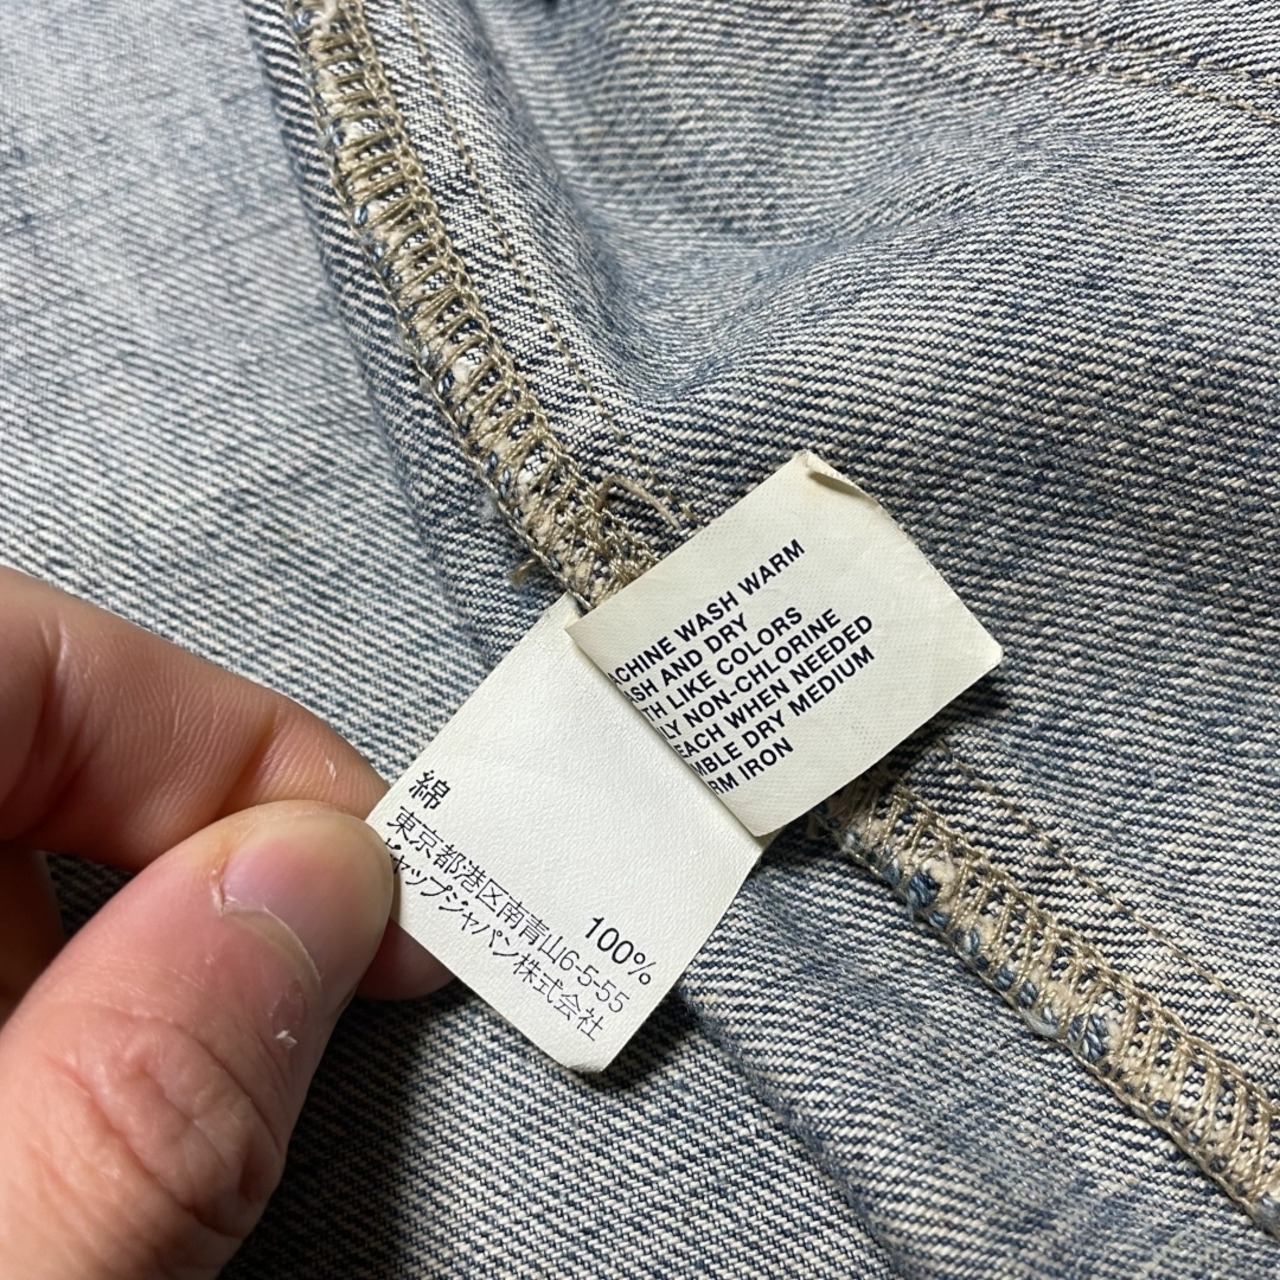 ACHINE WASH WARM
ASH AND DRY
TH LIKE COLORS
LY NON-CHLORINE
EACH WHEN NEEDED
MBLE DRY MEDIUM
RM IRON
綿 100%
東京都港区南青山6-5-55
ギャップジャパン株式会社